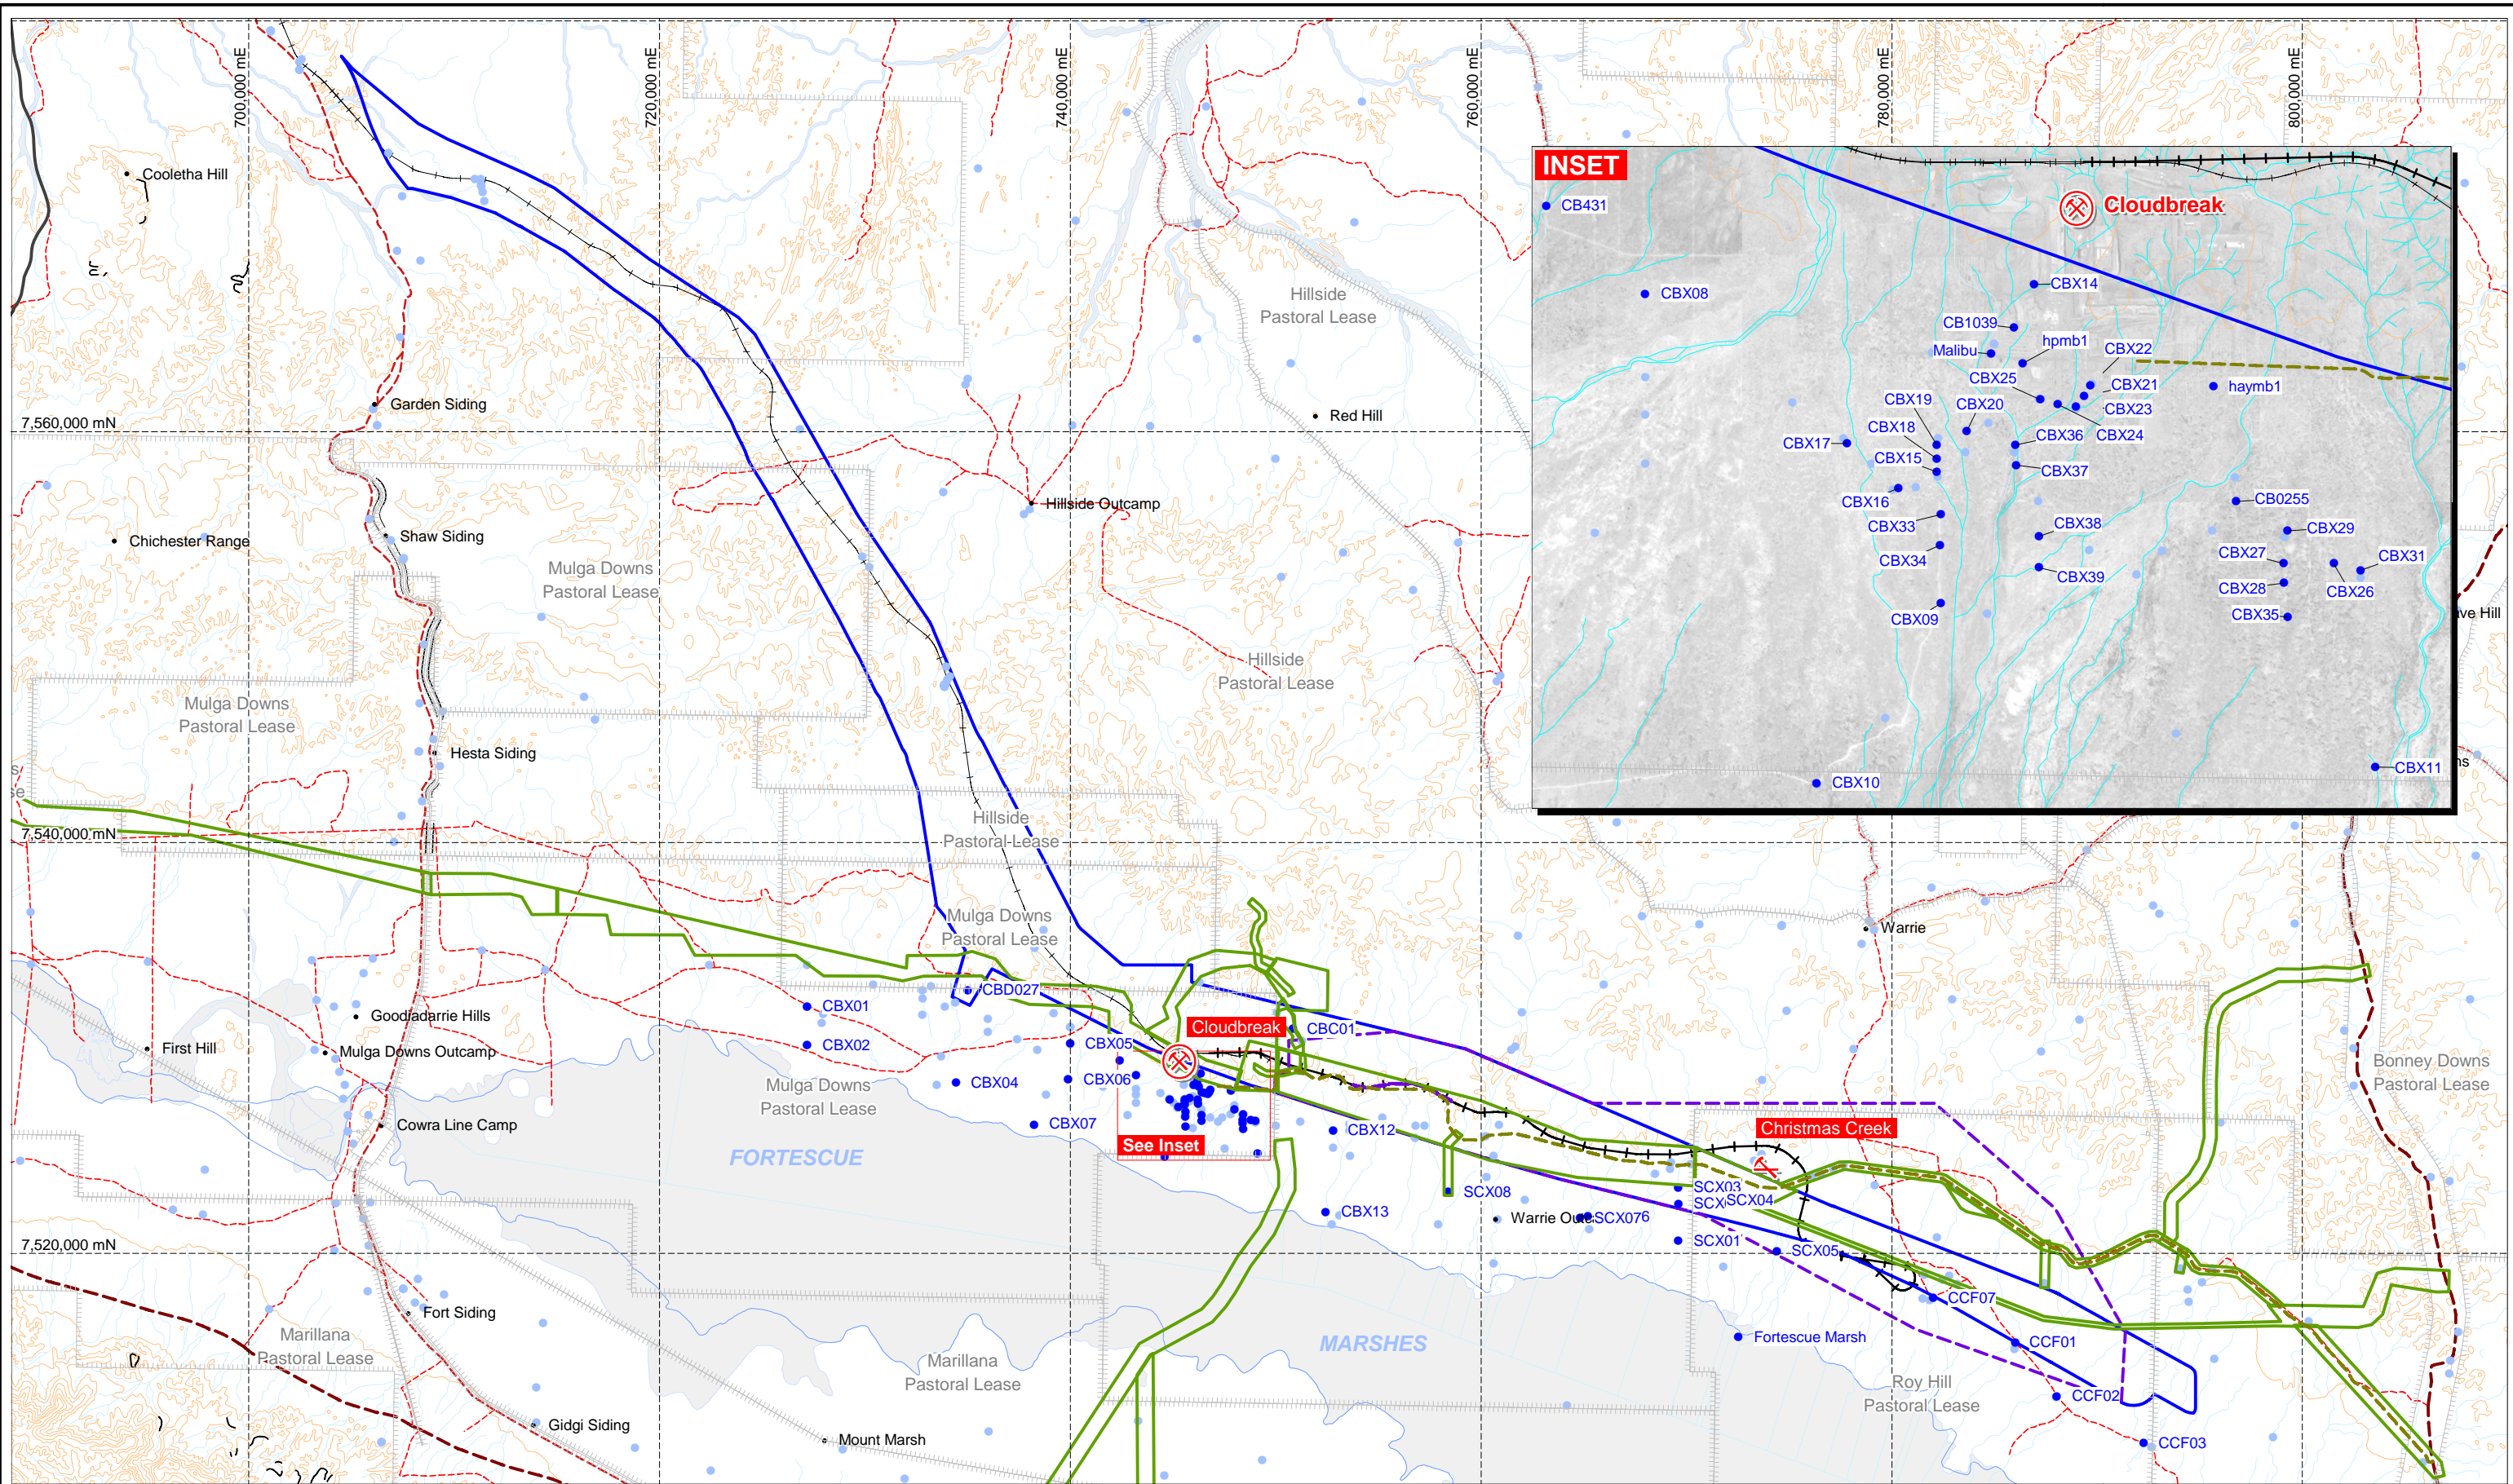 700,000 mE
720,000 mE
740,000 mE
760,000 mE
780,000 mE
800,000 mE
7,560,000 mN
7,540,000 mN
7,520,000 mN
Cooletha Hill
Garden Siding
Chichester Range
Shaw Siding
Hesta Siding
Mulga Downs
Pastoral Lease
Mulga Downs
Pastoral Lease
Hillside
Pastoral Lease
Red Hill
Hillside Outcamp
Hillside
Pastoral Lease
Hillside
Pastoral Lease
Mulga Downs
Pastoral Lease
INSET
CB431
Cloudbreak
CBX08
CBX14
CB1039
hpmb1
Malibu
CBX22
CBX25
CBX21
haymb1
CBX19
CBX20
CBX23
CBX18
CBX36
CBX24
CBX17
CBX15
CBX37
CBX16
CB0255
CBX33
CBX38
CBX29
CBX34
CBX27
CBX31
CBX39
CBX28
CBX26
CBX09
CBX35
CBX10
CBX11
Hill
Warrie
CBD027
CBX01
CBX02
Goodiadarrie Hills
First Hill
Mulga Downs Outcamp
Cloudbreak
CBC01
CBX05
CBX04
CBX06
Mulga Downs
Pastoral Lease
Bonney Downs
Pastoral Lease
Cowra Line Camp
CBX07
CBX12
Christmas Creek
See Inset
FORTESCUE
SCX08
SCX03
SCX04
CBX13
Warrie
SCX07
SCX01
SCX05
CCF07
Fort Siding
Marillana
Pastoral Lease
MARSHES
Fortescue Marsh
CCF01
Marillana
Pastoral Lease
Roy Hill
Pastoral Lease
CCF02
Gidgi Siding
Mount Marsh
CCF03